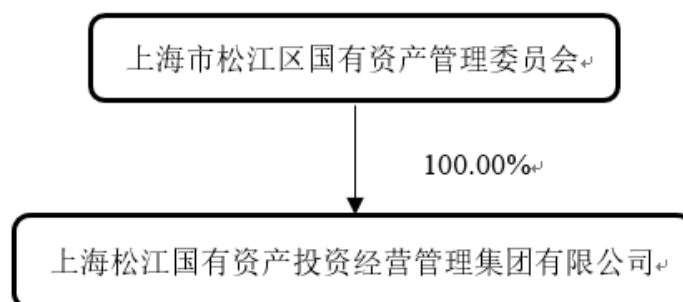 上海市松江区国有资产管理委员会↵
100.00%↵
上海松江国有资产投资经营管理集团有限公司↵